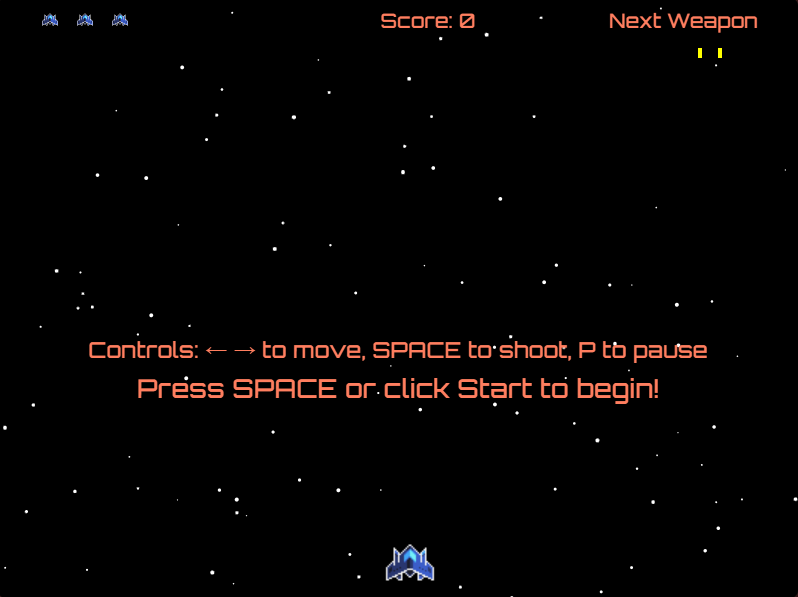 Score: 0
Next Weapon
Controls: ←→ to move, SPACE to shoot, P to pause
Press SPACE or click Start to begin!